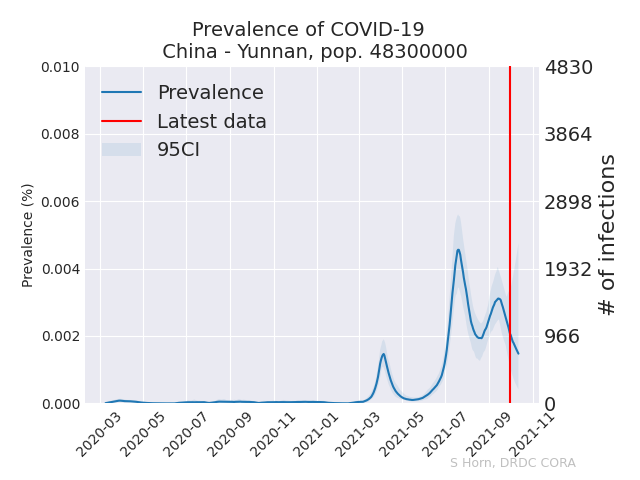 Prevalence of COVID-19
China - Yunnan, pop. 48300000
Prevalence
Latest data
95CI
Prevalence (%)
0.010
0.008
0.006
0.004
0.002
0.000
4830
3864
2898
1932
966
0
# of infections
2020-03
2020-05
2020-07
2020-09
2020-11
2021-01
2021-03
2021-05
2021-07
2021-09
2021-11
S Horn, DRDC CORA